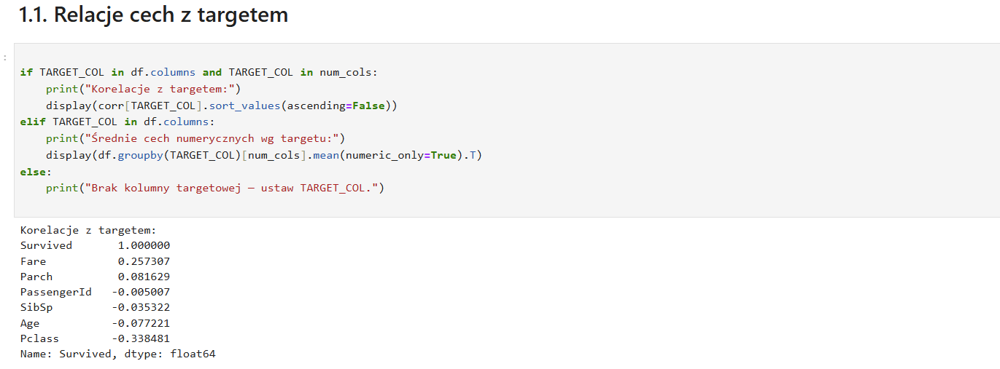 1.1. Relacje cech z targetem
:
if TARGET_COL in df.columns and TARGET_COL in num_cols:
    print("Korelacje z targetem:")
    display(corr[TARGET_COL].sort_values(ascending=False))
elif TARGET_COL in df.columns:
    print("Średnie cech numerycznych wg targetu:")
    display(df.groupby(TARGET_COL)[num_cols].mean(numeric_only=True).T)
else:
    print("Brak kolumny targetowej — ustaw TARGET_COL.")
Korelacje z targetem:
Survived       1.000000
Fare           0.257307
Parch          0.081629
PassengerId   -0.005007
SibSp         -0.035322
Age           -0.077221
Pclass        -0.338481
Name: Survived, dtype: float64